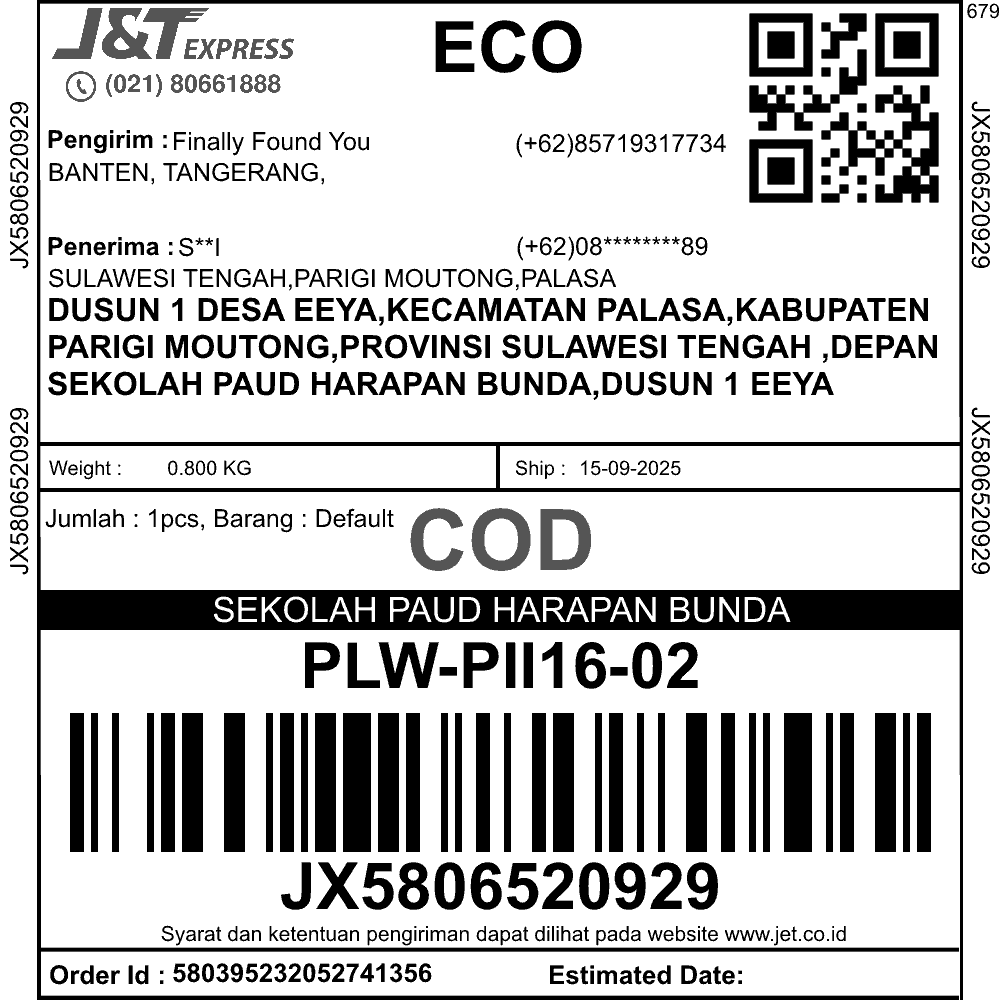 J&T EXPRESS
ECO
679
(021) 80661888
Pengirim : Finally Found You (+62)85719317734
BANTEN, TANGERANG,
JX5806520929
JX5806520929
Penerima : S**I (+62)08********89
SULAWESI TENGAH,PARIGI MOUTONG,PALASA
DUSUN 1 DESA EEYA,KECAMATAN PALASA,KABUPATEN
PARIGI MOUTONG,PROVINSI SULAWESI TENGAH ,DEPAN
SEKOLAH PAUD HARAPAN BUNDA,DUSUN 1 EEYA
JX5806520929
JX5806520929
Weight : 0.800 KG
Ship : 15-09-2025
Jumlah : 1pcs, Barang : Default
COD
SEKOLAH PAUD HARAPAN BUNDA
PLW-PII16-02
JX5806520929
Syarat dan ketentuan pengiriman dapat dilihat pada website www.jet.co.id
Order Id : 580395232052741356
Estimated Date: